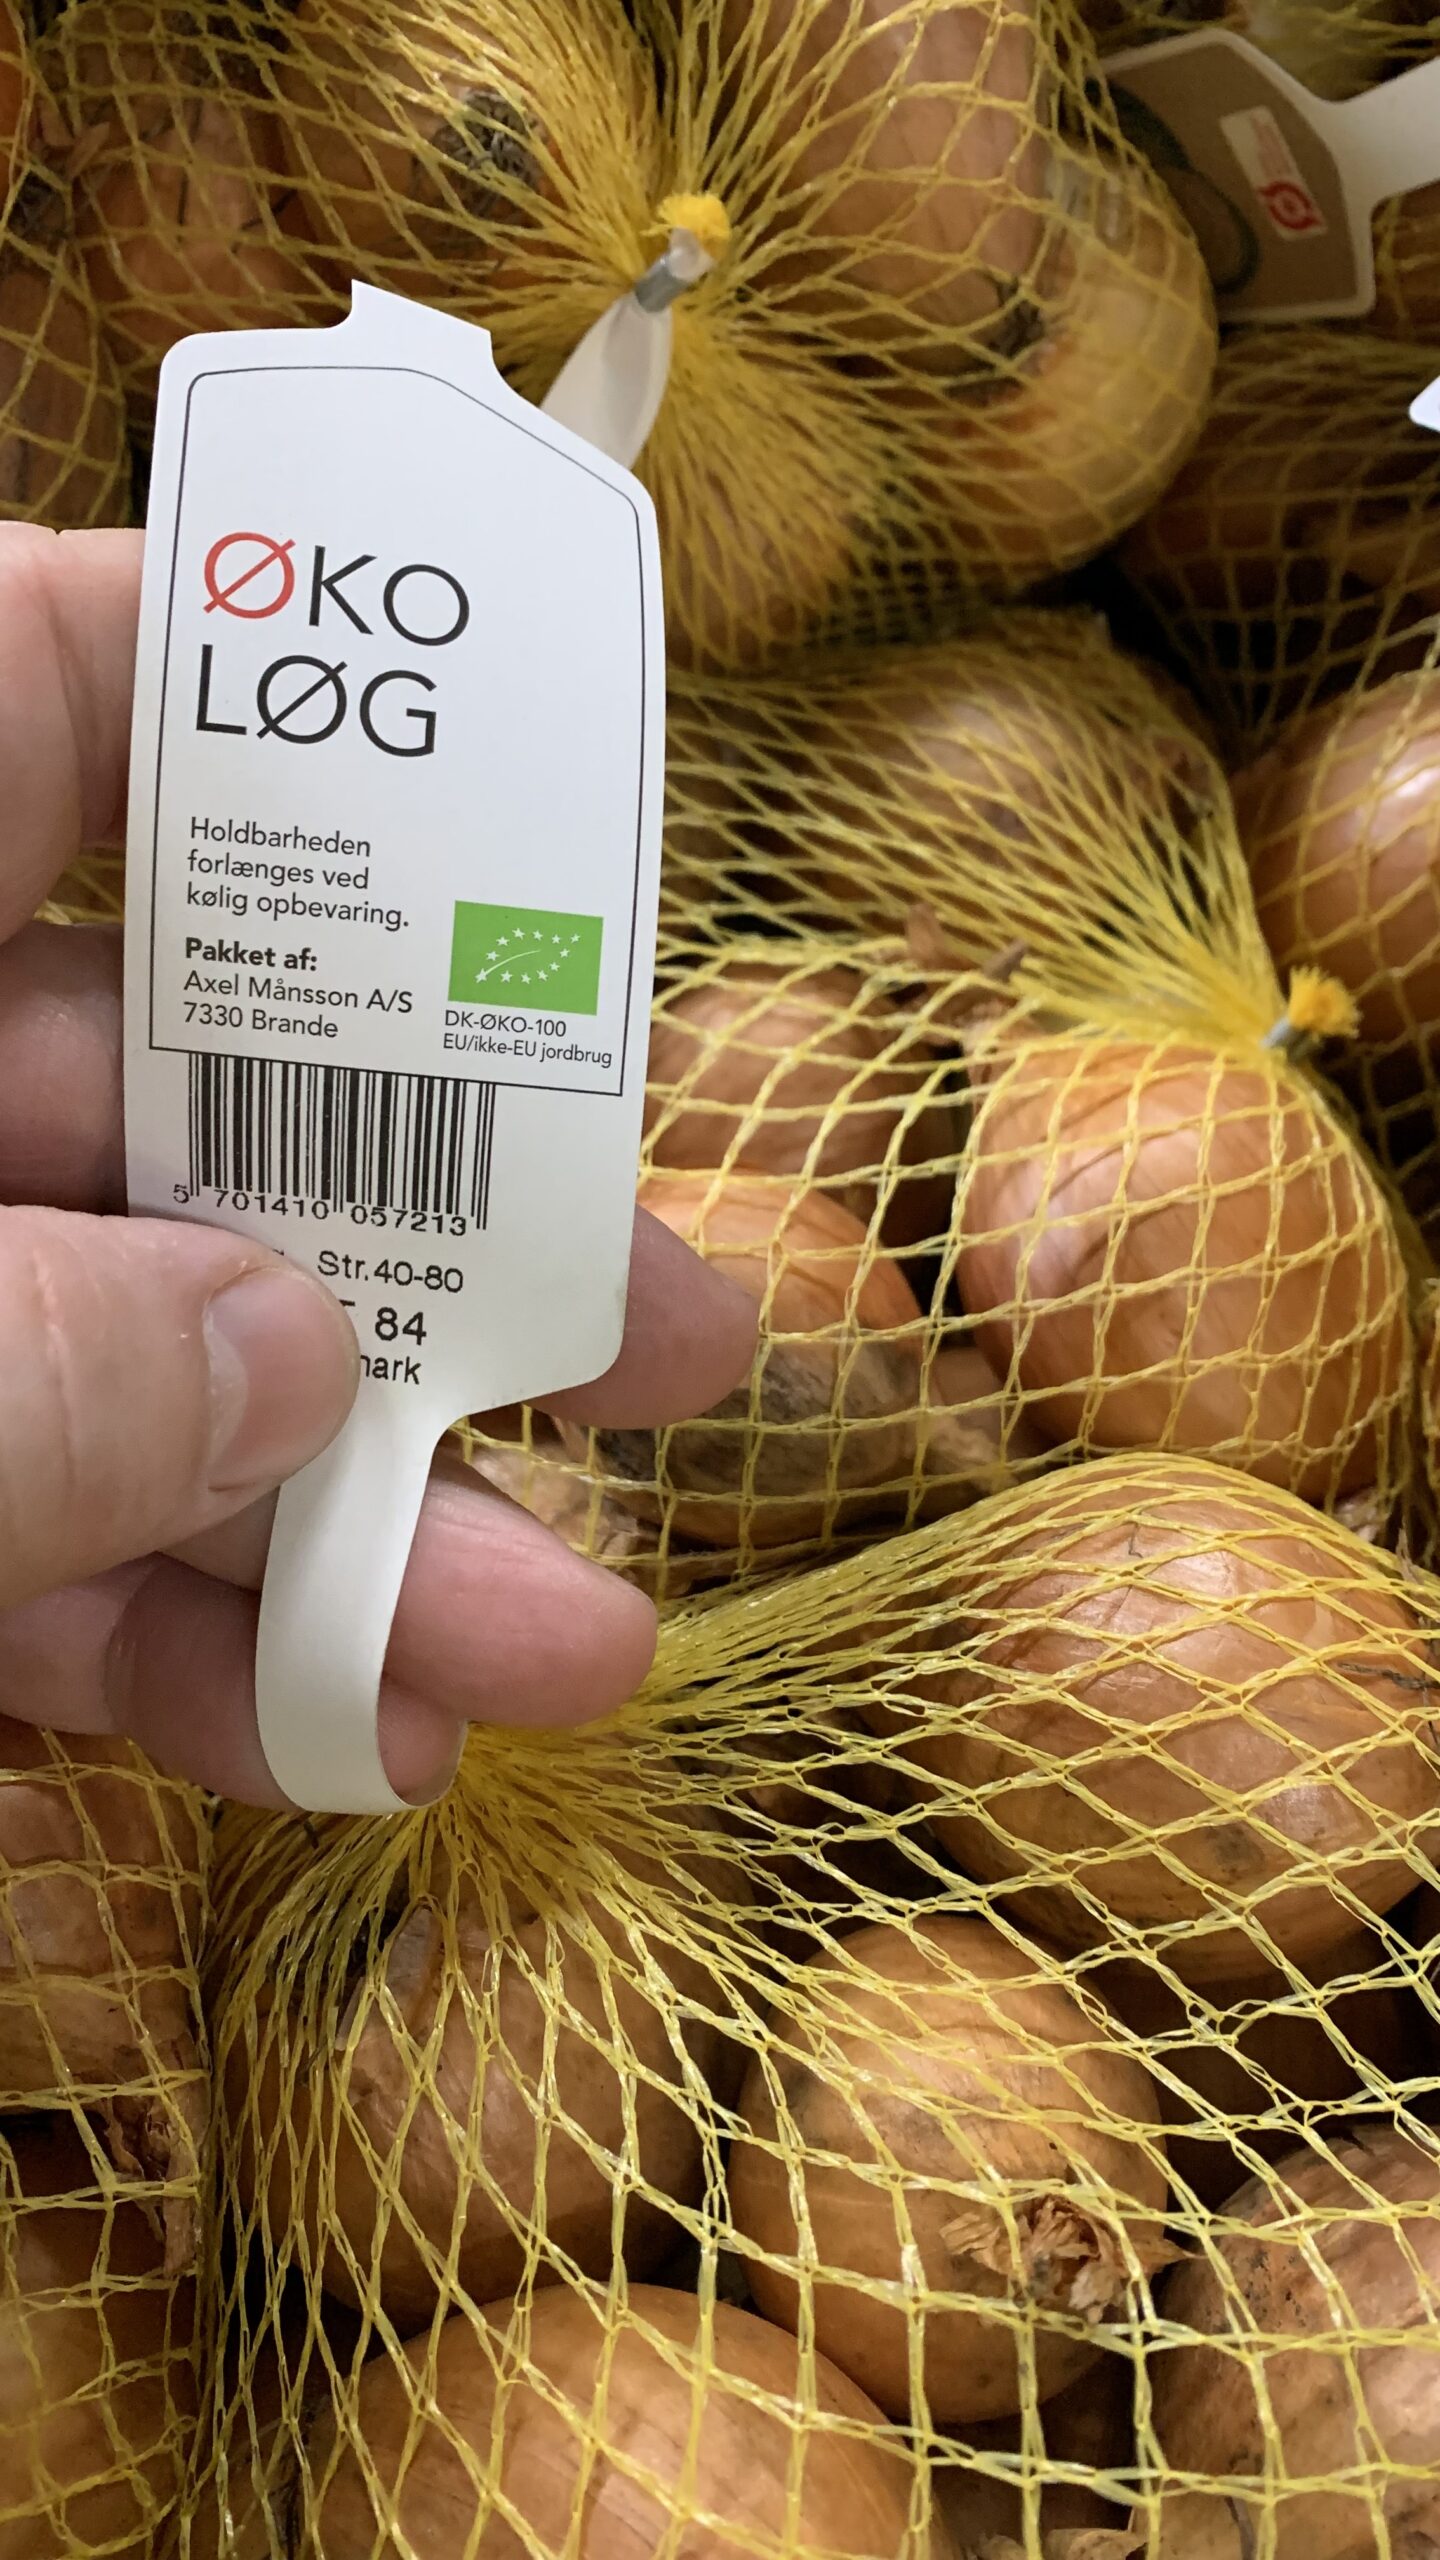 ØKO
LØG
Holdbarheden
forlænges ved
kølig opbevaring.
Pakket af:
Axel Månsson A/S
7330 Brande
DK-ØKO-100
EU/ikke-EU jordbrug
5 701410 057213
Str.40-80
84